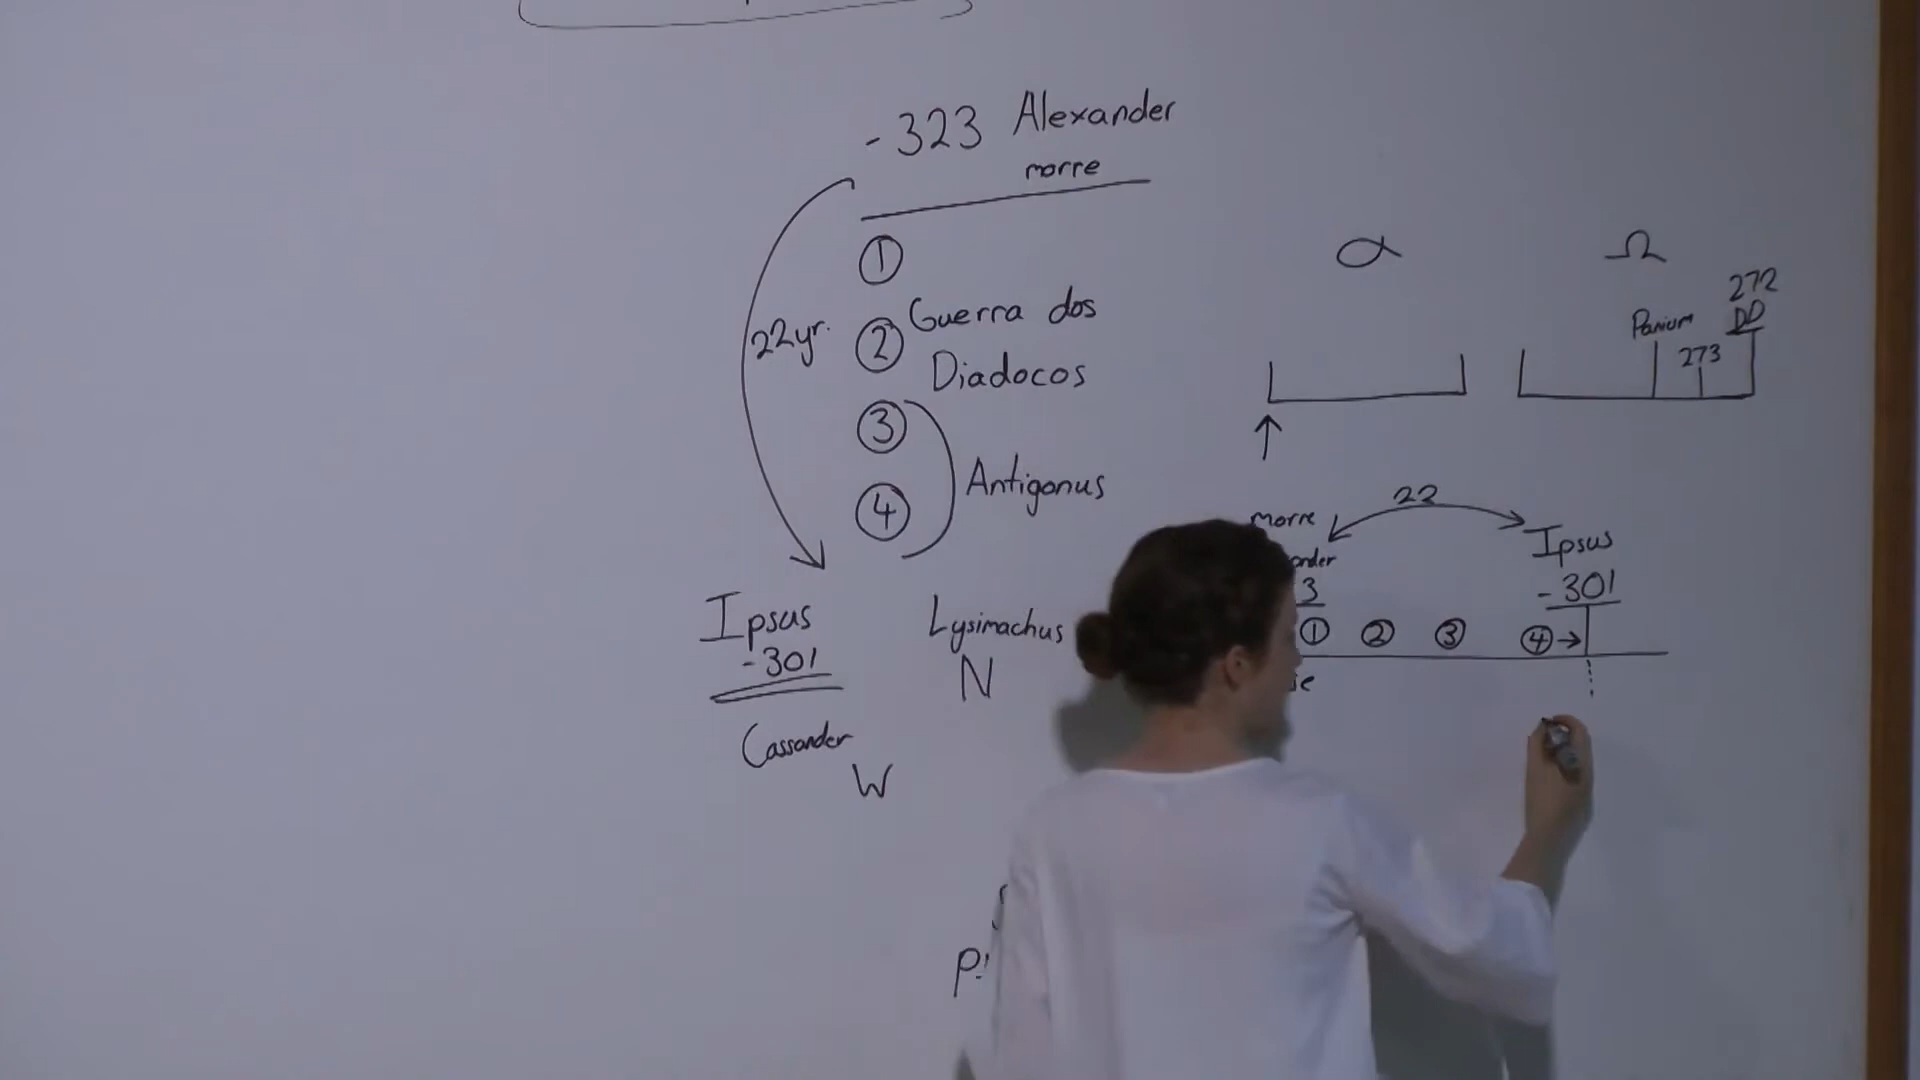 -323 Alexander
morre
①
22yr.
② Guerra dos
Diadocos
③
④
Antigonus
Ipsus
-301
Lysimachus
N
Cassander
W
α
Ω
Panium
273
272
DD
22
morre
Ipsus
3
-301
① ② ③ ④→